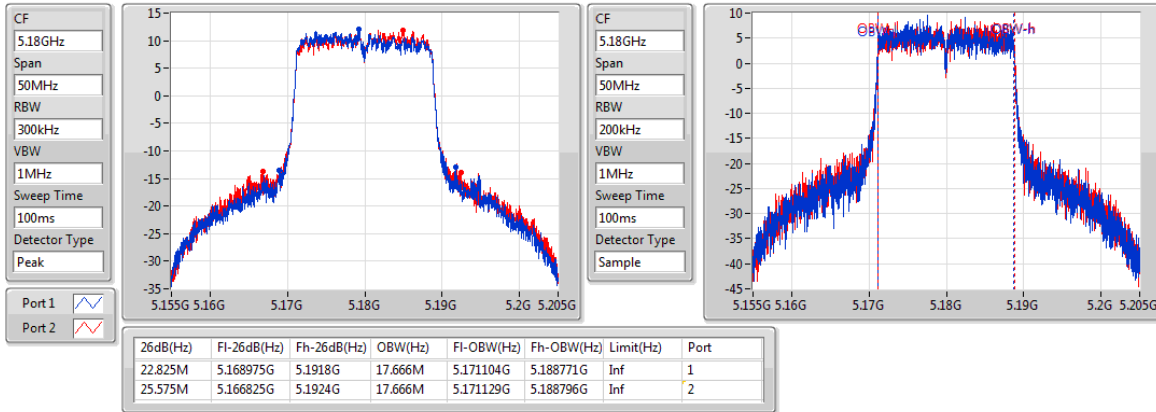 CF
5.18GHz
Span
50MHz
RBW
300kHz
VBW
1MHz
Sweep Time
100ms
Detector Type
Peak
Port 1
Port 2
15
10
5
0
-5
-10
-15
-20
-25
-30
-35
5.155G 5.16G 5.17G 5.18G 5.19G 5.2G 5.205G
CF
5.18GHz
Span
50MHz
RBW
200kHz
VBW
1MHz
Sweep Time
100ms
Detector Type
Sample
10
5
0
-5
-10
-15
-20
-25
-30
-35
-40
-45
OBW-h
5.155G 5.16G 5.17G 5.18G 5.19G 5.2G 5.205G
26dB(Hz) Fl-26dB(Hz) Fh-26dB(Hz) OBW(Hz) Fl-OBW(Hz) Fh-OBW(Hz) Limit(Hz) Port
22.825M 5.168975G 5.1918G 17.666M 5.171104G 5.188771G Inf 1
25.575M 5.166825G 5.1924G 17.666M 5.171129G 5.188796G Inf 2